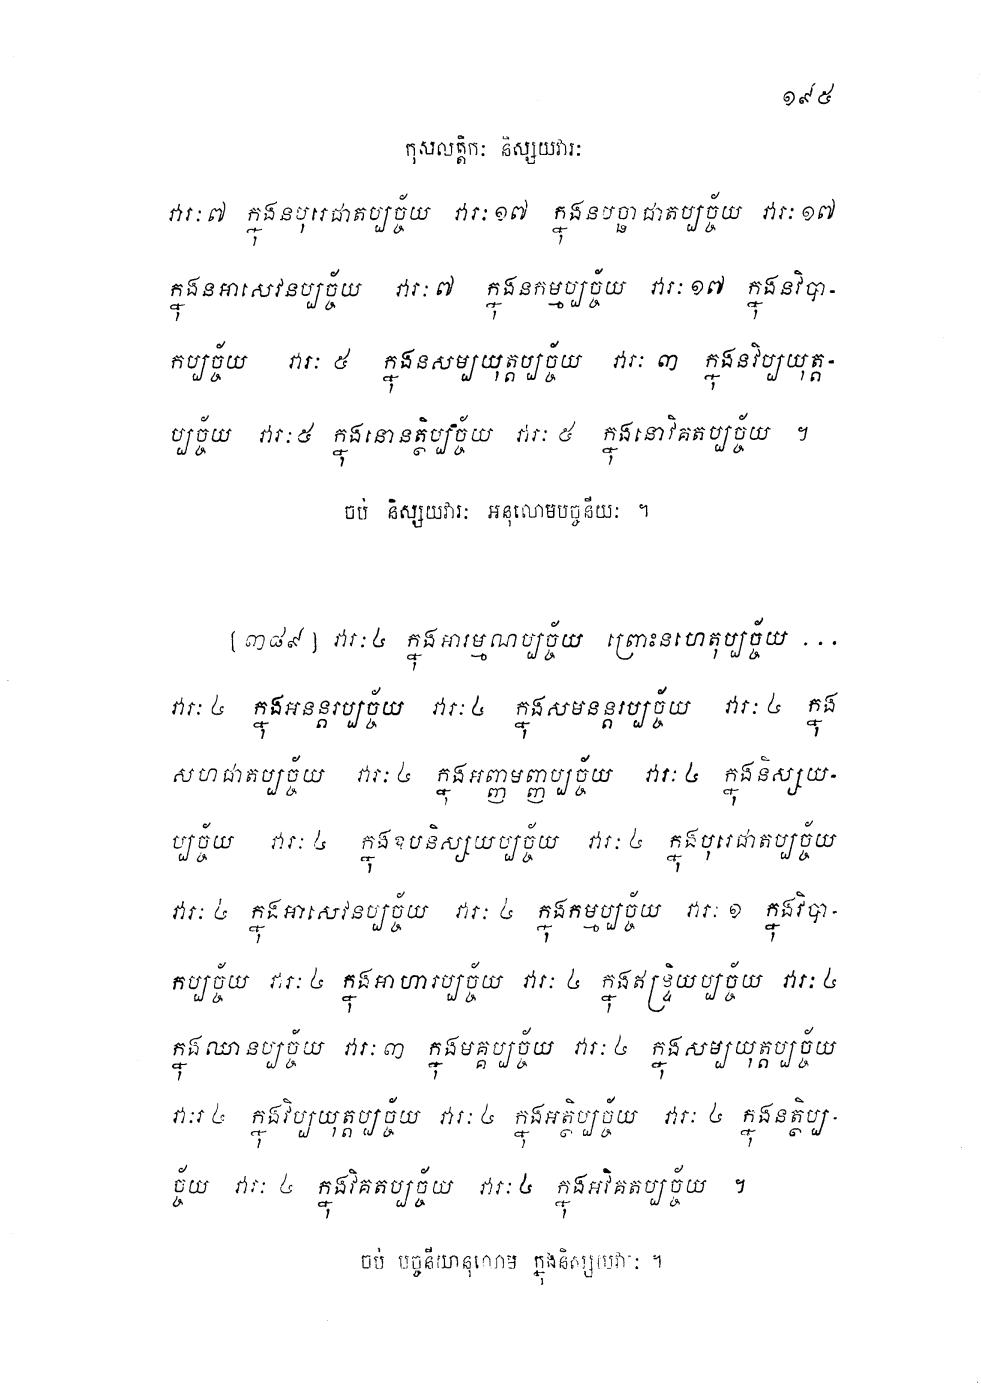 ១៩៥
កុសលត្តិកៈ និស្សយវារៈ
វារៈ៧ ក្នុងនបុរេជាតប្បច្ច័យ វារៈ១៧ ក្នុងនបច្ឆាជាតប្បច្ច័យ វារៈ១៧
ក្នុងនអាសេវនប្បច្ច័យ វារៈ៧ ក្នុងនកម្មប្បច្ច័យ វារៈ១៧ ក្នុងនវិបា-
កប្បច្ច័យ វារៈ ៥ ក្នុងនសម្បយុត្តប្បច្ច័យ វារៈ ៣ ក្នុងនវិប្បយុត្ត-
ប្បច្ច័យ វារៈ៥ ក្នុងនោនត្ថិប្បច្ច័យ វារៈ ៥ ក្នុងនោវិគតប្បច្ច័យ ។
ចប់ និស្សយវារៈ អនុលោមបច្ចនីយៈ ។
[៣៨៩] វារៈ៤ ក្នុងអារម្មណប្បច្ច័យ ព្រោះនហេតុប្បច្ច័យ ...
វារៈ ៤ ក្នុងអនន្តរប្បច្ច័យ វារៈ៤ ក្នុងសមនន្តរប្បច្ច័យ វារៈ ៤ ក្នុង
សហជាតប្បច្ច័យ វារៈ៤ ក្នុងអញ្ញមញ្ញប្បច្ច័យ វារៈ ៤ ក្នុងនិស្សយ-
ប្បច្ច័យ វារៈ ៤ ក្នុងឧបនិស្សយប្បច្ច័យ វារៈ ៤ ក្នុងបុរេជាតប្បច្ច័យ
វារៈ ៤ ក្នុងអាសេវនប្បច្ច័យ វារៈ ៤ ក្នុងកម្មប្បច្ច័យ វារៈ ១ ក្នុងវិបា-
កប្បច្ច័យ វារៈ ៤ ក្នុងអាហារប្បច្ច័យ វារៈ ៤ ក្នុងឥន្ទ្រិយប្បច្ច័យ វារៈ ៤
ក្នុងឈានប្បច្ច័យ វារៈ ៣ ក្នុងមគ្គប្បច្ច័យ វារៈ ៤ ក្នុងសម្បយុត្តប្បច្ច័យ
វាៈរ ៤ ក្នុងវិប្បយុត្តប្បច្ច័យ វារៈ ៤ ក្នុងអត្ថិប្បច្ច័យ វារៈ ៤ ក្នុងនត្ថិប្ប-
ច្ច័យ វារៈ ៤ ក្នុងវិគតប្បច្ច័យ វារៈ៤ ក្នុងអវិគតប្បច្ច័យ ។
ចប់ បច្ចនីយានុលោម ក្នុងនិស្សយវារៈ ។